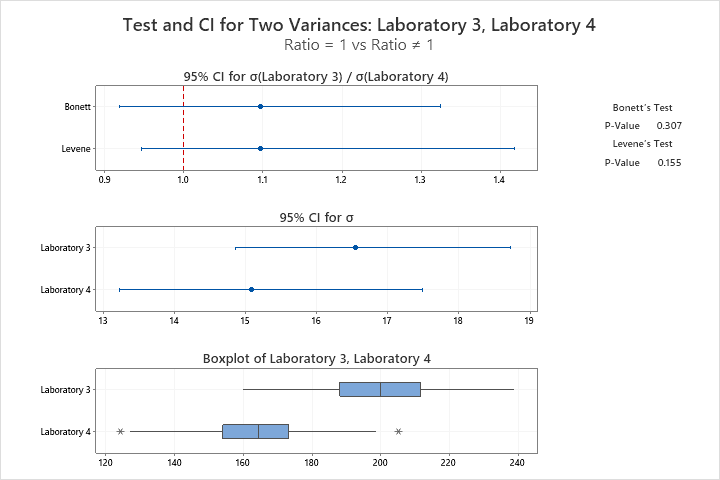 Test and CI for Two Variances: Laboratory 3, Laboratory 4
Ratio = 1 vs Ratio ≠ 1
95% CI for σ(Laboratory 3) / σ(Laboratory 4)
Bonett
Levene
0.9 1.0 1.1 1.2 1.3 1.4
Bonett's Test
P-Value 0.307
Levene's Test
P-Value 0.155
95% CI for σ
Laboratory 3
Laboratory 4
13 14 15 16 17 18 19
Boxplot of Laboratory 3, Laboratory 4
Laboratory 3
Laboratory 4
120 140 160 180 200 220 240